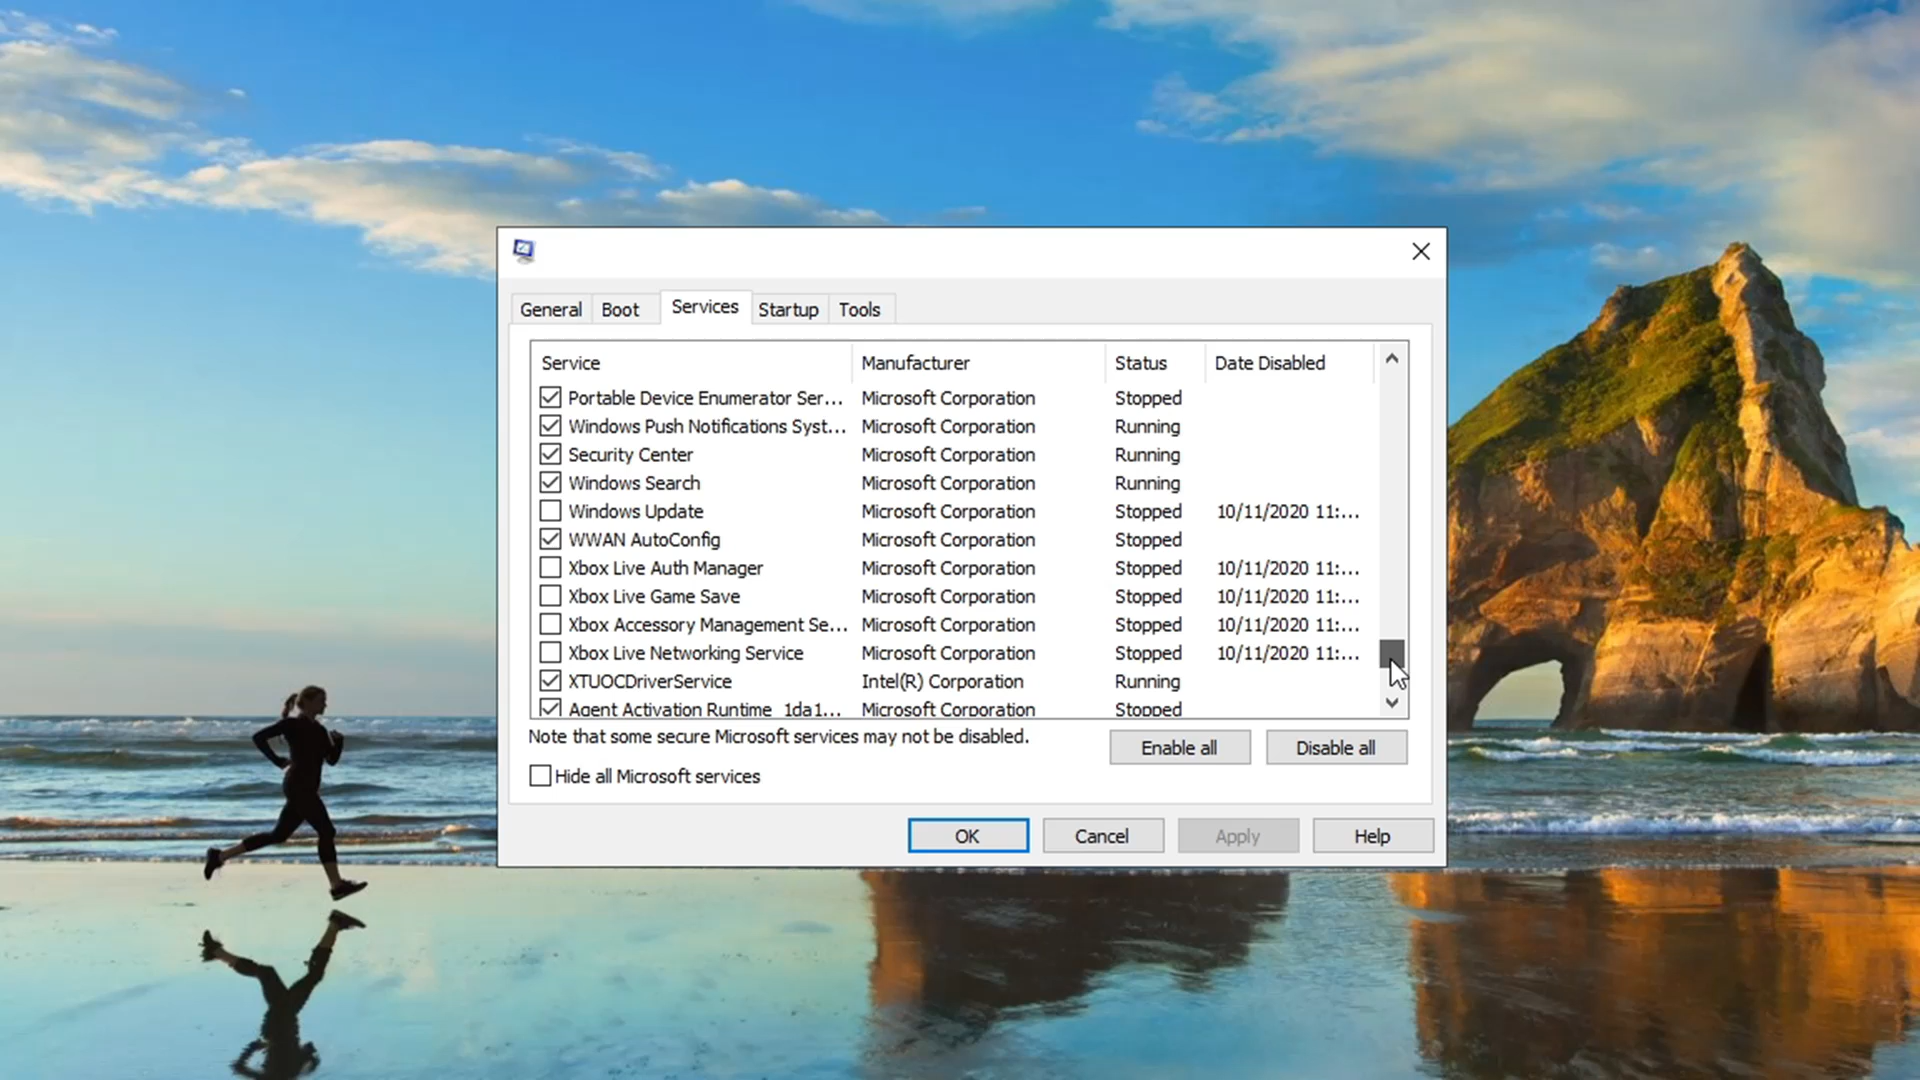 General Boot Services Startup Tools
Service Manufacturer Status Date Disabled
Portable Device Enumerator Ser... Microsoft Corporation Stopped
Windows Push Notifications Syst... Microsoft Corporation Running
Security Center Microsoft Corporation Running
Windows Search Microsoft Corporation Running
Windows Update Microsoft Corporation Stopped 10/11/2020 11:...
WWAN AutoConfig Microsoft Corporation Stopped
Xbox Live Auth Manager Microsoft Corporation Stopped 10/11/2020 11:...
Xbox Live Game Save Microsoft Corporation Stopped 10/11/2020 11:...
Xbox Accessory Management Se... Microsoft Corporation Stopped 10/11/2020 11:...
Xbox Live Networking Service Microsoft Corporation Stopped 10/11/2020 11:...
XTUOCDriverService Intel(R) Corporation Running
Agent Activation Runtime_1da1... Microsoft Corporation Stopped
Note that some secure Microsoft services may not be disabled.
Enable all Disable all
Hide all Microsoft services
OK Cancel Apply Help